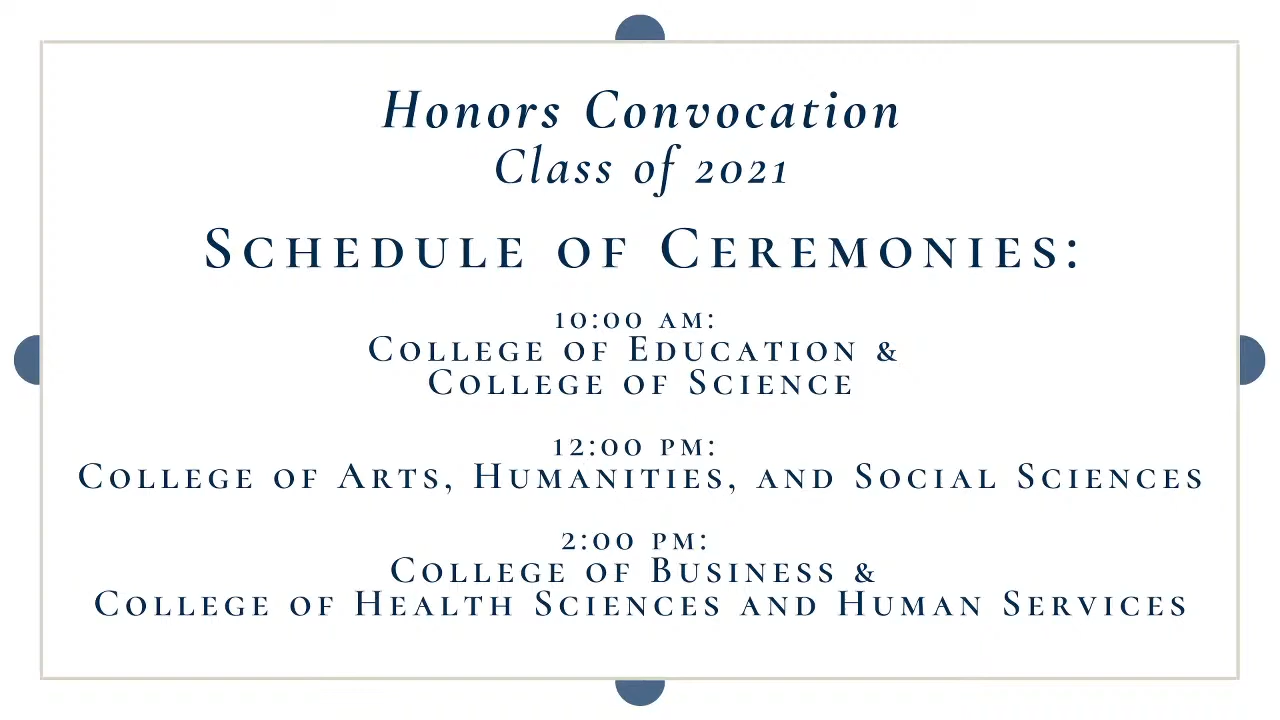 Honors Convocation
Class of 2021
Schedule of Ceremonies:
10:00 am:
College of Education &
College of Science
12:00 pm:
College of Arts, Humanities, and Social Sciences
2:00 pm:
College of Business &
College of Health Sciences and Human Services